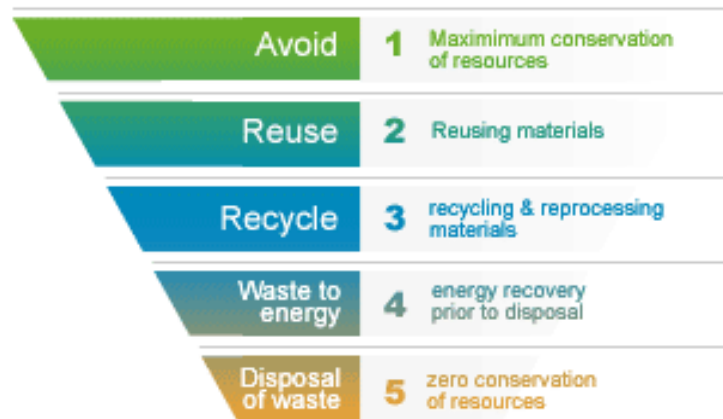 Avoid
1
Maximimum conservation
of resources
Reuse
2
Reusing materials
Recycle
3
recycling & reprocessing
materials
Waste to
energy
4
energy recovery
prior to disposal
Disposal
of waste
5
zero conservation
of resources